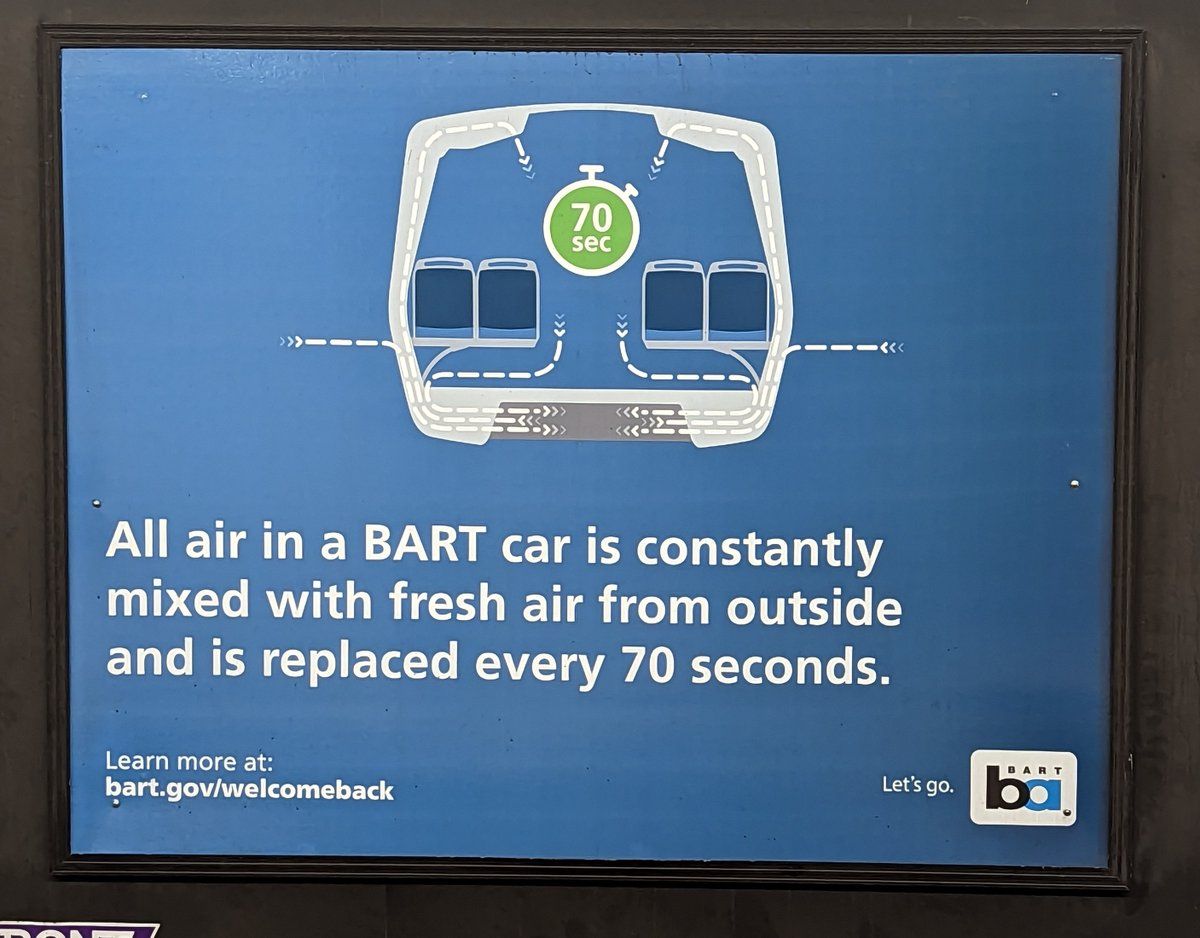 70
sec
All air in a BART car is constantly
mixed with fresh air from outside
and is replaced every 70 seconds.
Learn more at:
bart.gov/welcomeback
Let's go.
BART
ba